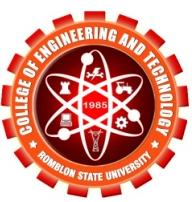 COLLEGE OF ENGINEERING AND TECHNOLOGY
1985
ROMBLON STATE UNIVERSITY